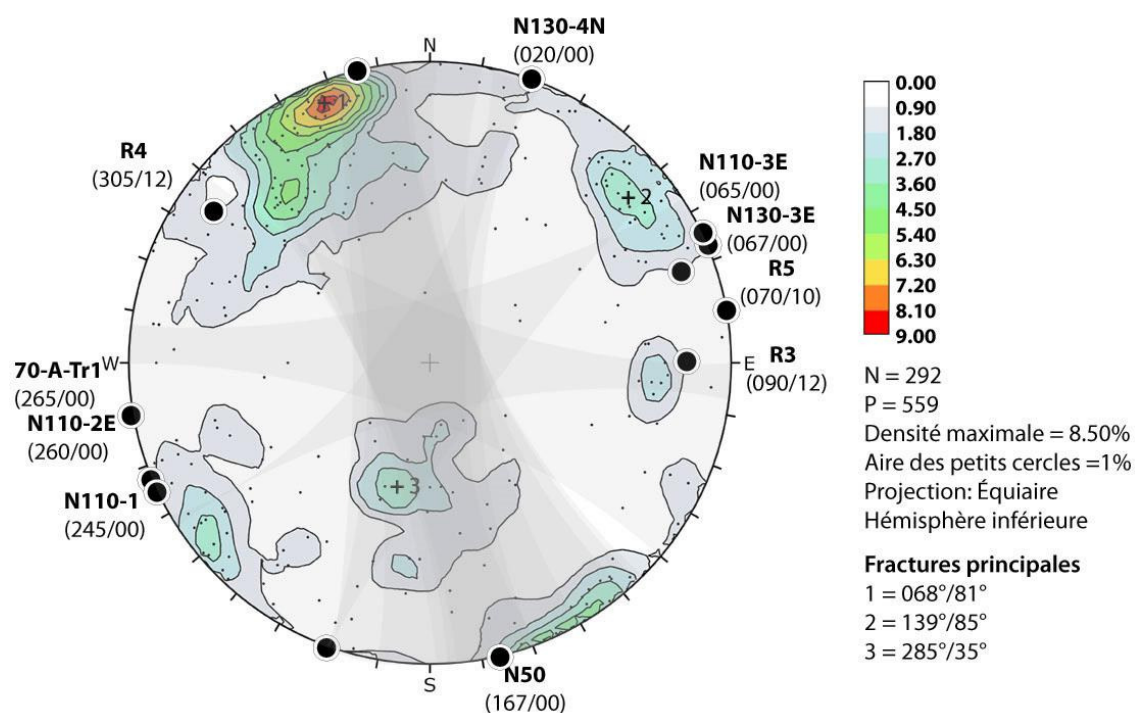 N130-4N
(020/00)
N
R4
(305/12)
+1
N110-3E
(065/00)
+2
N130-3E
(067/00)
R5
(070/10)
70-A-Tr1
W
(265/00)
E
R3
(090/12)
N110-2E
(260/00)
N110-1
(245/00)
+3
S
N50
(167/00)
0.00
0.90
1.80
2.70
3.60
4.50
5.40
6.30
7.20
8.10
9.00
N = 292
P = 559
Densité maximale = 8.50%
Aire des petits cercles =1%
Projection: Équiaire
Hémisphère inférieure
Fractures principales
1 = 068°/81°
2 = 139°/85°
3 = 285°/35°